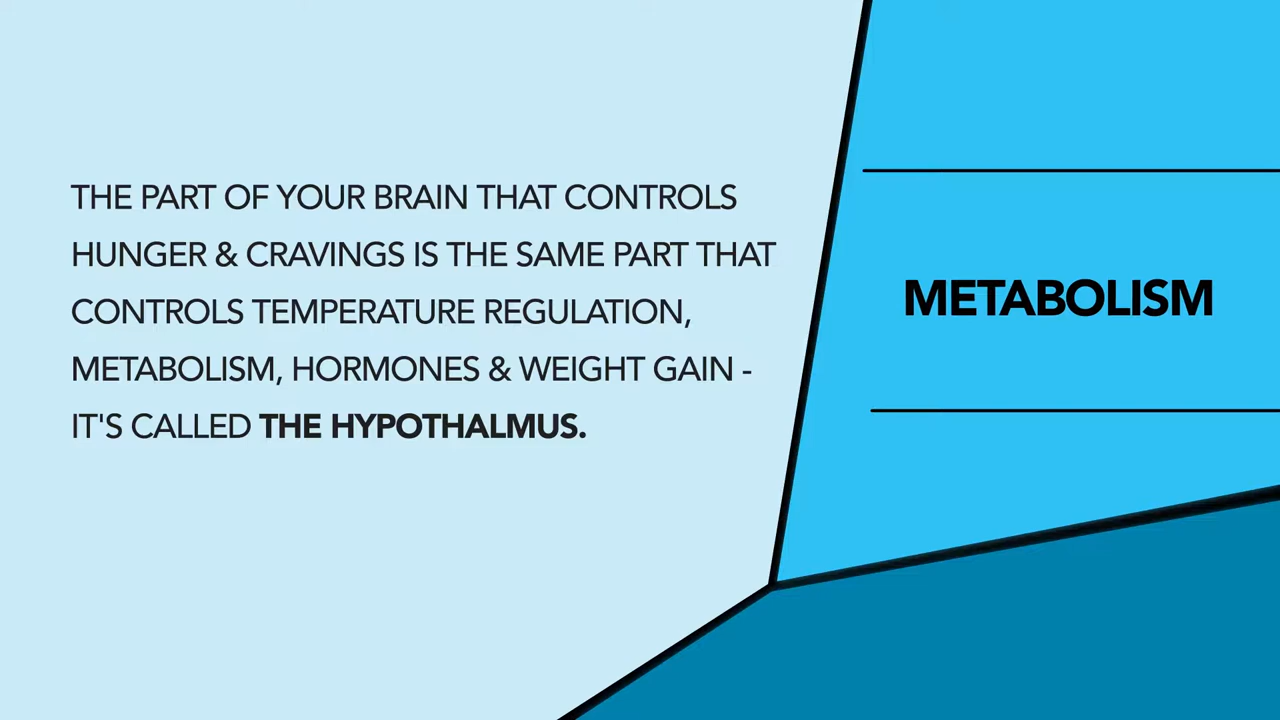 THE PART OF YOUR BRAIN THAT CONTROLS
HUNGER & CRAVINGS IS THE SAME PART THAT
CONTROLS TEMPERATURE REGULATION,
METABOLISM, HORMONES & WEIGHT GAIN -
IT'S CALLED THE HYPOTHALMUS.
METABOLISM